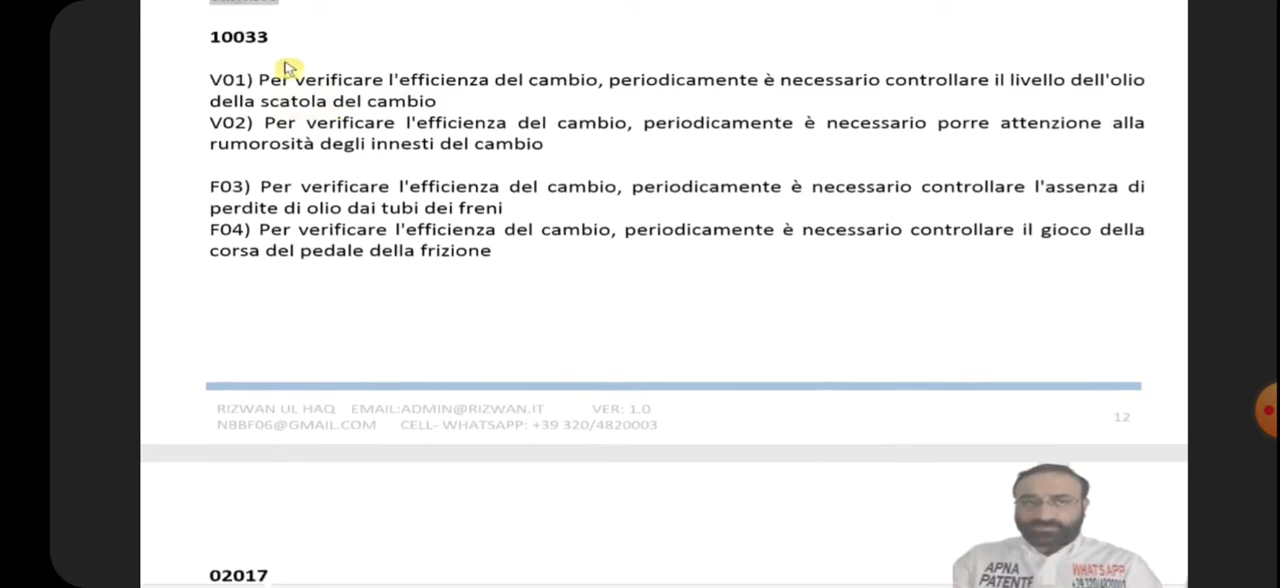 10033
V01) Per verificare l'efficienza del cambio, periodicamente è necessario controllare il livello dell'olio
della scatola del cambio
V02) Per verificare l'efficienza del cambio, periodicamente è necessario porre attenzione alla
rumorosità degli innesti del cambio
F03) Per verificare l'efficienza del cambio, periodicamente è necessario controllare l'assenza di
perdite di olio dai tubi dei freni
F04) Per verificare l'efficienza del cambio, periodicamente è necessario controllare il gioco della
corsa del pedale della frizione
RIZWAN UL HAQ EMAIL:ADMIN@RIZWAN.IT VER: 1.0
NBBF06@GMAIL.COM CELL- WHATSAPP: +39 320/4820003
12
02017
APNA WHATSAPP
PATENTE +39 320/4820003